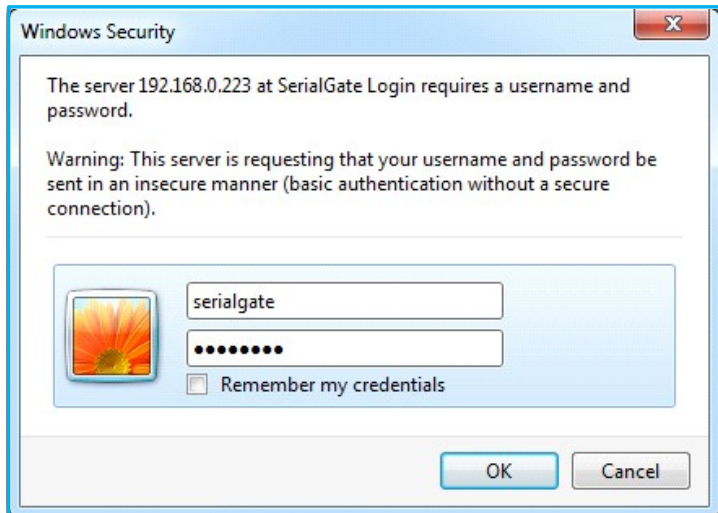 Windows Security
The server 192.168.0.223 at SerialGate Login requires a username and
password.
Warning: This server is requesting that your username and password be
sent in an insecure manner (basic authentication without a secure
connection).
serialgate
●●●●●●●●
Remember my credentials
OK
Cancel